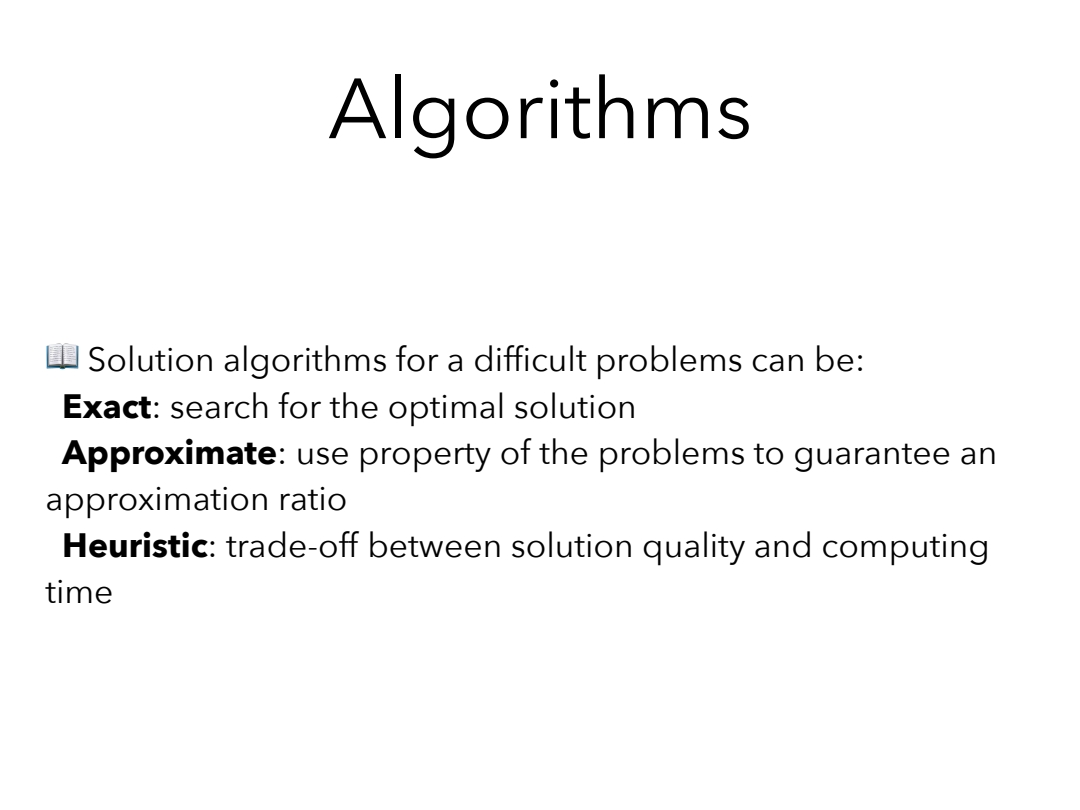 Algorithms
📖 Solution algorithms for a difficult problems can be:
Exact: search for the optimal solution
Approximate: use property of the problems to guarantee an
approximation ratio
Heuristic: trade-off between solution quality and computing
time